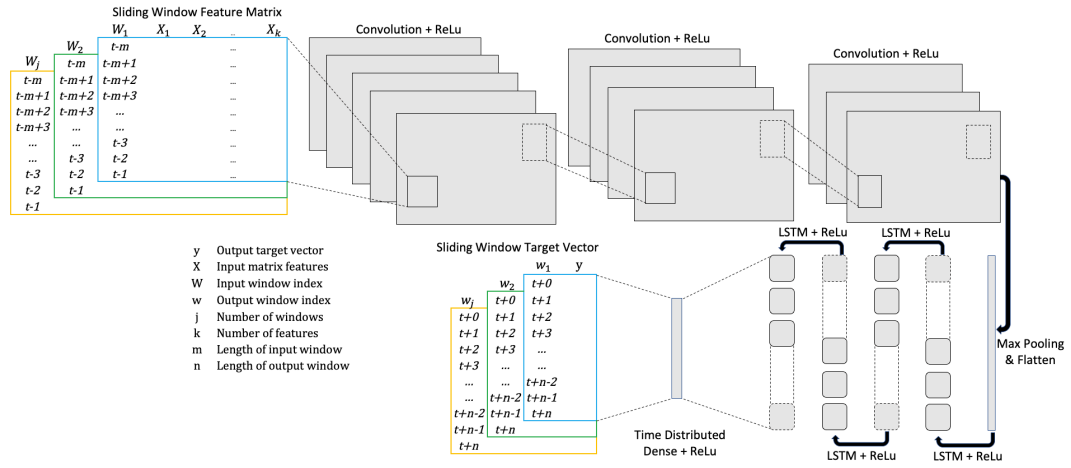 Sliding Window Feature Matrix
W1 X1 X2 .. Xk
t-m
t-m+1 ...
t-m+2 ...
t-m+3 ...
... ...
... ...
t-3 ...
t-2 ...
t-1 ...
W2
t-m
t-m+1
t-m+2
t-m+3
...
...
t-3
t-2
t-1
Wj
t-m
t-m+1
t-m+2
t-m+3
...
...
t-3
t-2
t-1
Convolution + ReLu
Convolution + ReLu
Convolution + ReLu
Max Pooling
& Flatten
LSTM + ReLu
LSTM + ReLu
LSTM + ReLu
LSTM + ReLu
Time Distributed
Dense + ReLu
Sliding Window Target Vector
w1 y
t+0
t+1
t+2
t+3
...
...
t+n-2
t+n-1
t+n
w2
t+0
t+1
t+2
t+3
...
...
t+n-2
t+n-1
t+n
wj
t+0
t+1
t+2
t+3
...
...
t+n-2
t+n-1
t+n
y Output target vector
X Input matrix features
W Input window index
w Output window index
j Number of windows
k Number of features
m Length of input window
n Length of output window